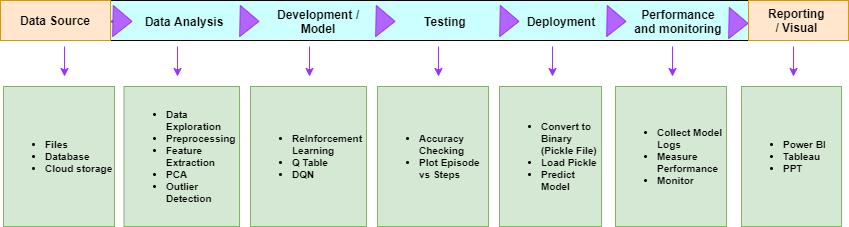 Data Source
Data Analysis
Development /
Model
Testing
Deployment
Performance
and monitoring
Reporting
/ Visual
• Files
• Database
• Cloud storage
• Data
Exploration
• Preprocessing
• Feature
Extraction
• PCA
• Outlier
Detection
• ReInforcement
Learning
• Q Table
• DQN
• Accuracy
Checking
• Plot Episode
vs Steps
• Convert to
Binary
(Pickle File)
• Load Pickle
• Predict
Model
• Collect Model
Logs
• Measure
Performance
• Monitor
• Power BI
• Tableau
• PPT